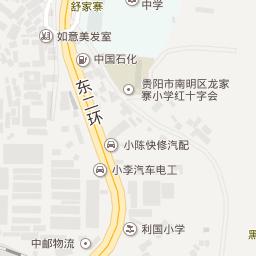 舒家寨
中学
如意美发室
中国石化
贵阳市南明区龙家
寨小学红十字会
东二环
小陈快修汽配
小李汽车电工
利国小学
中邮物流
黑